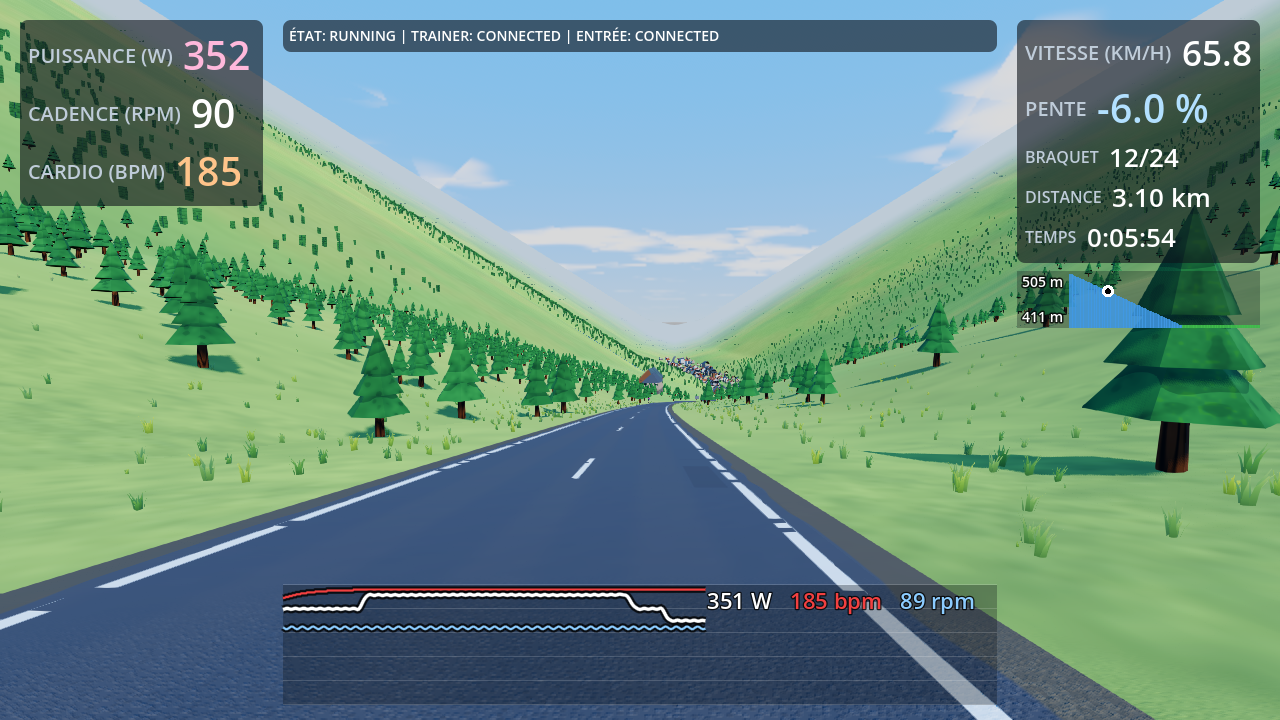 PUISSANCE (W) 352
CADENCE (RPM) 90
CARDIO (BPM) 185
ÉTAT: RUNNING | TRAINER: CONNECTED | ENTRÉE: CONNECTED
VITESSE (KM/H) 65.8
PENTE -6.0 %
BRAQUET 12/24
DISTANCE 3.10 km
TEMPS 0:05:54
505 m
411 m
351 W 185 bpm 89 rpm